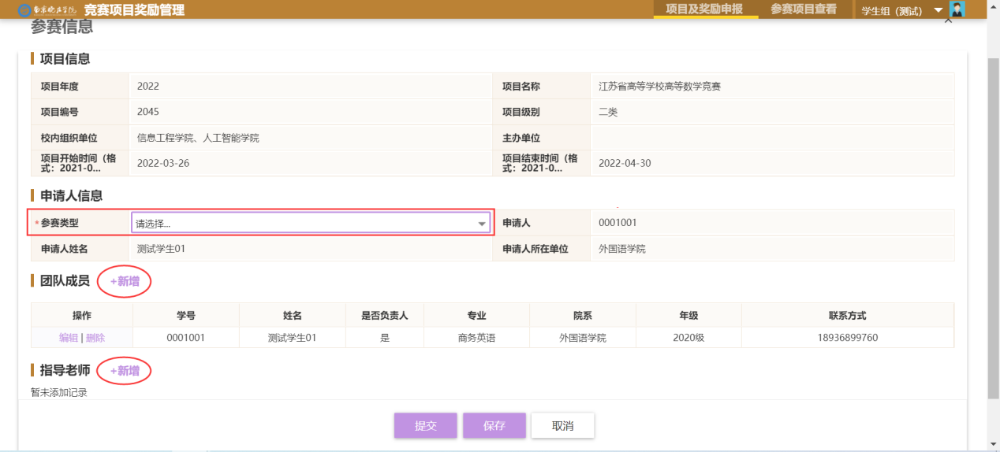 南京晓庄学院 竞赛项目奖励管理 项目及奖励申报 参赛项目查看 学生组（测试）
参赛信息
项目信息
项目年度 2022 项目名称 江苏省高等学校高等数学竞赛
项目编号 2045 项目级别 二类
校内组织单位 信息工程学院、人工智能学院 主办单位
项目开始时间（格式：2021-0... 2022-03-26 项目结束时间（格式：2021-0... 2022-04-30
申请人信息
*参赛类型 请选择... 申请人 0001001
申请人姓名 测试学生01 申请人所在单位 外国语学院
团队成员 +新增
操作 学号 姓名 是否负责人 专业 院系 年级 联系方式
编辑 | 删除 0001001 测试学生01 是 商务英语 外国语学院 2020级 18936899760
指导老师 +新增
暂未添加记录
提交 保存 取消